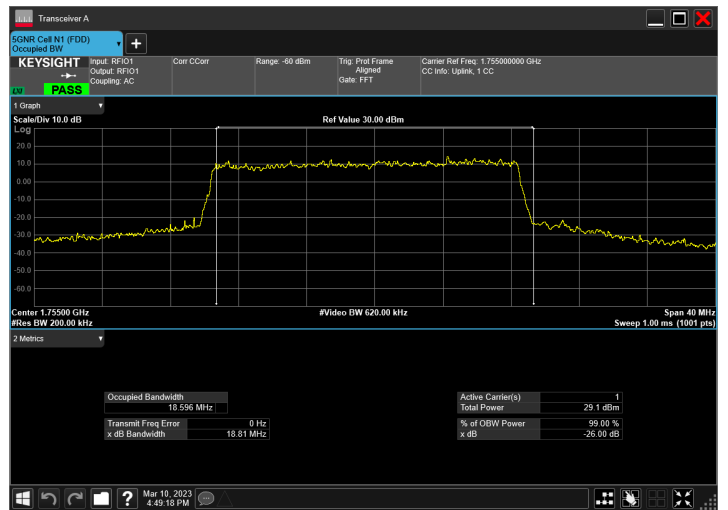 Transceiver A
5GNR Cell N1 (FDD)
Occupied BW
KEYSIGHT
Input: RFIO1
Output: RFIO1
Coupling: AC
Corr CCorr
Range: -60 dBm
Trig: Prot Frame
Aligned
Gate: FFT
Carrier Ref Freq: 1.755000000 GHz
CC Info: Uplink, 1 CC
PASS
1 Graph
Scale/Div 10.0 dB
Ref Value 30.00 dBm
Log
20.0
10.0
0.00
-10.0
-20.0
-30.0
-40.0
-50.0
-60.0
Center 1.75500 GHz
#Video BW 620.00 kHz
Span 40 MHz
#Res BW 200.00 kHz
Sweep 1.00 ms (1001 pts)
2 Metrics
Occupied Bandwidth
18.596 MHz
Transmit Freq Error 0 Hz
x dB Bandwidth 18.81 MHz
Active Carrier(s) 1
Total Power 29.1 dBm
% of OBW Power 99.00 %
x dB -26.00 dB
Mar 10, 2023
4:49:18 PM